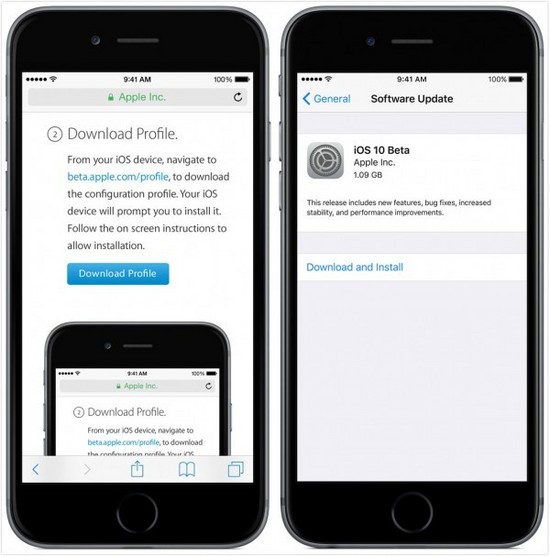 9:41 AM
100%
Apple Inc.
2 Download Profile.
From your iOS device, navigate to
beta.apple.com/profile, to download
the configuration profile. Your iOS
device will prompt you to install it.
Follow the on screen instructions to
allow installation.
Download Profile
9:41 AM
100%
Apple Inc.
2 Download Profile.
From your iOS device, navigate to
beta.apple.com/profile, to download
the configuration profile. Your iOS
9:41 AM
100%
General
Software Update
iOS 10 Beta
Apple Inc.
1.09 GB
This release includes new features, bug fixes, increased
stability, and performance improvements.
Download and Install